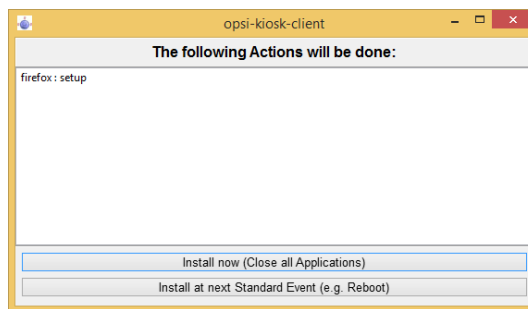 opsi-kiosk-client
The following Actions will be done:
firefox : setup
Install now (Close all Applications)
Install at next Standard Event (e.g. Reboot)